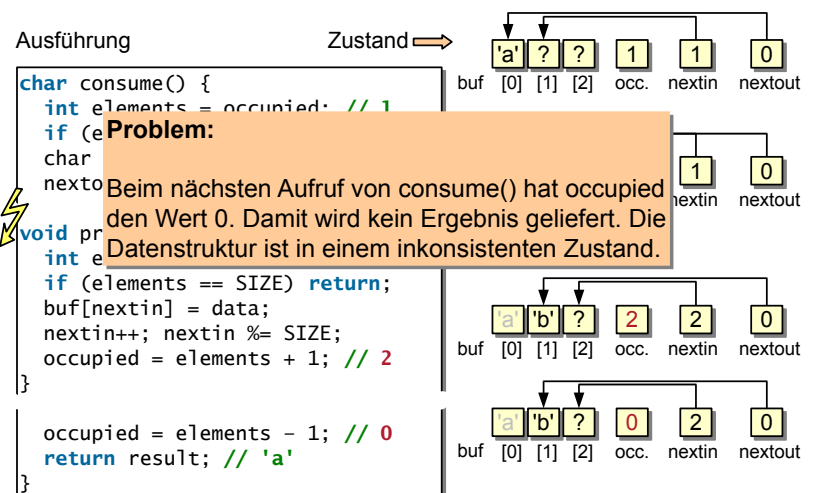 Ausführung Zustand
'a' ? ? 1 1 0
buf [0] [1] [2] occ. nextin nextout
char consume() {
int elements = occupied; // 1
if (e
char
nexto
Problem:
Beim nächsten Aufruf von consume() hat occupied
den Wert 0. Damit wird kein Ergebnis geliefert. Die
Datenstruktur ist in einem inkonsistenten Zustand.
1 0
nextin nextout
void pr
int e
if (elements == SIZE) return;
buf[nextin] = data;
nextin++; nextin %= SIZE;
occupied = elements + 1; // 2
}
'a' 'b' ? 2 2 0
buf [0] [1] [2] occ. nextin nextout
occupied = elements – 1; // 0
return result; // 'a'
}
'a' 'b' ? 0 2 0
buf [0] [1] [2] occ. nextin nextout